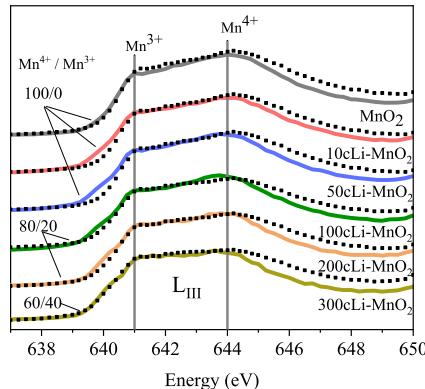 Mn³⁺
Mn⁴⁺
Mn⁴⁺ / Mn³⁺
100/0
MnO₂
10cLi-MnO₂
50cLi-MnO₂
80/20
100cLi-MnO₂
200cLi-MnO₂
60/40
L_III
300cLi-MnO₂
638 640 642 644 646 648 650
Energy (eV)